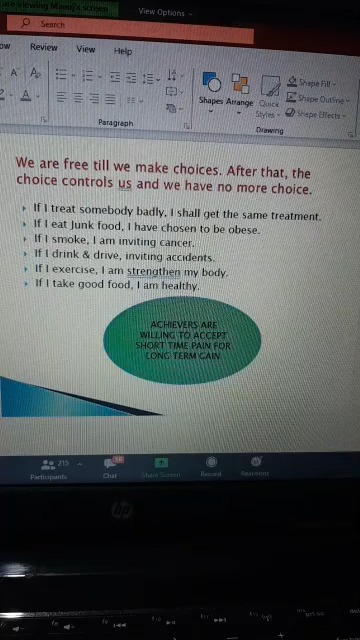 viewing Manoj's screen
View Options
Search
Review View Help
Paragraph
Shapes Arrange Quick Styles
Shape Fill
Shape Outline
Shape Effects
Drawing
We are free till we make choices. After that, the
choice controls us and we have no more choice.
If I treat somebody badly, I shall get the same treatment.
If I eat Junk food, I have chosen to be obese.
If I smoke, I am inviting cancer.
If I drink & drive, inviting accidents.
If I exercise, I am strengthen my body.
If I take good food, I am healthy.
ACHIEVERS ARE
WILLING TO ACCEPT
SHORT TIME PAIN FOR
LONG TERM GAIN
215
Participants
Chat
Share Screen
Record
Reactions
hp